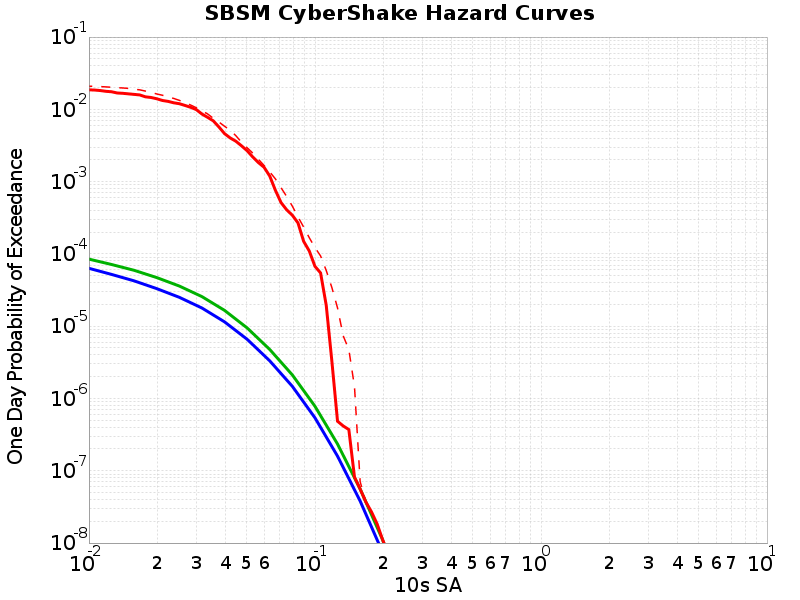 SBSM CyberShake Hazard Curves
One Day Probability of Exceedance
10^-1
10^-2
10^-3
10^-4
10^-5
10^-6
10^-7
10^-8
10^-2 2 3 4 5 6 10^-1 2 3 4 5 6 7 10^0 2 3 4 5 6 7 10^1
10s SA